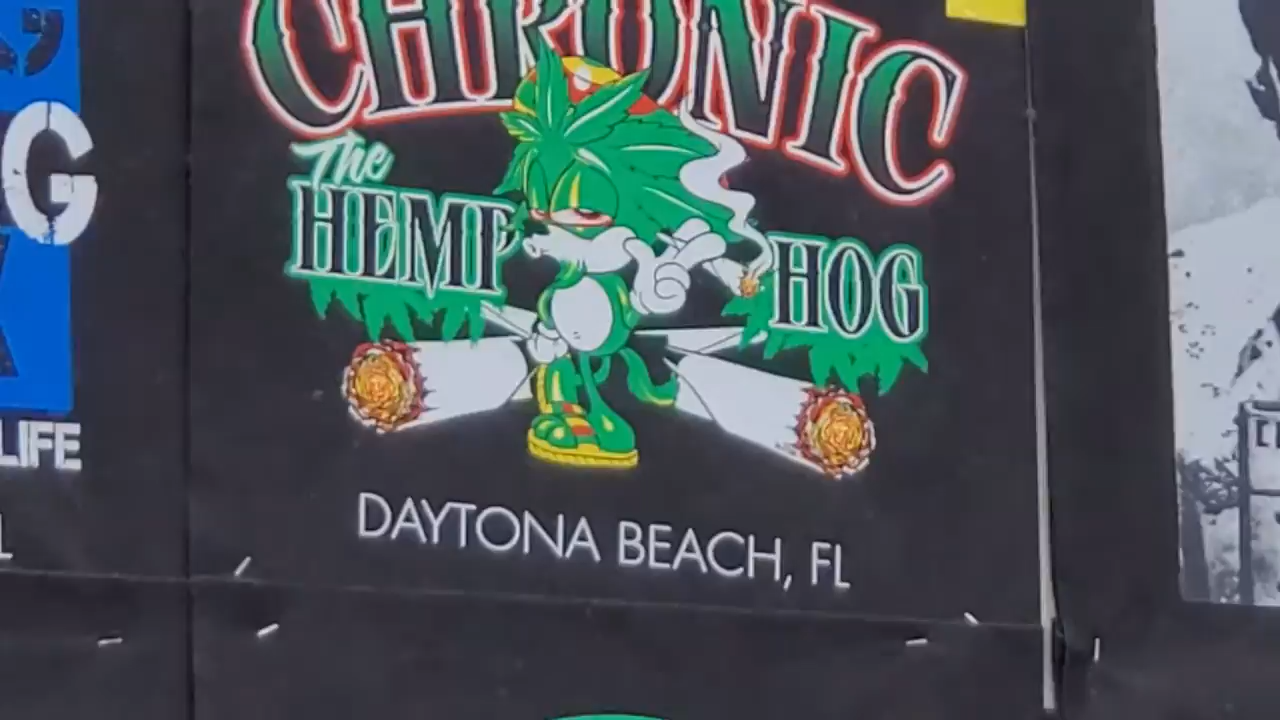 CHRONIC
The
HEMP HOG
DAYTONA BEACH, FL
G
LIFE
L